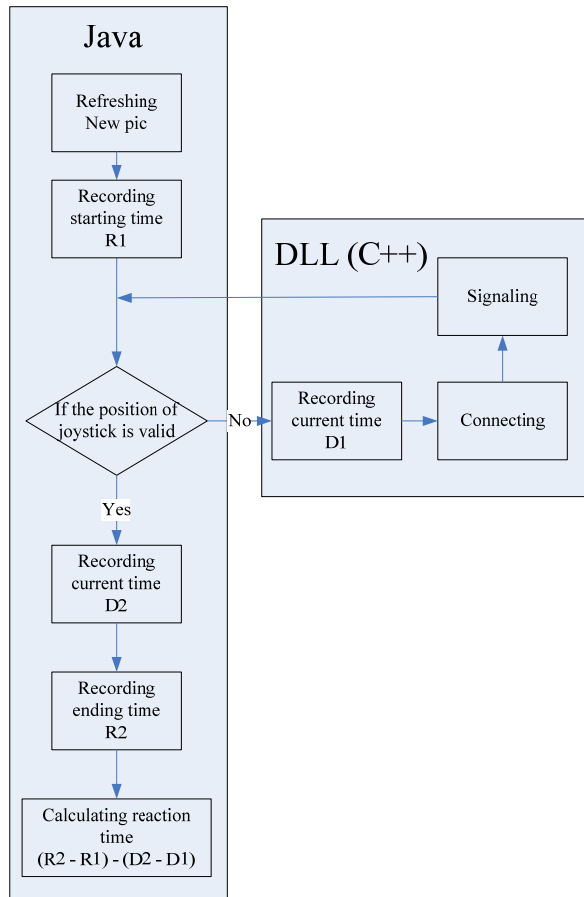 Java
Refreshing
New pic
Recording
starting time
R1
DLL (C++)
Signaling
If the position of
joystick is valid
No
Recording
current time
D1
Connecting
Yes
Recording
current time
D2
Recording
ending time
R2
Calculating reaction
time
(R2 - R1) - (D2 - D1)